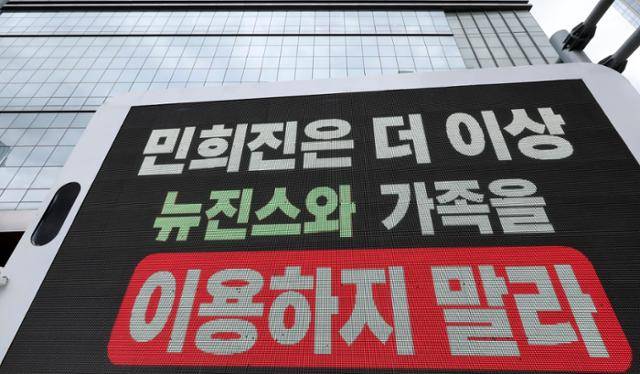 민희진은 더 이상
뉴진스와 가족을
이용하지 말라